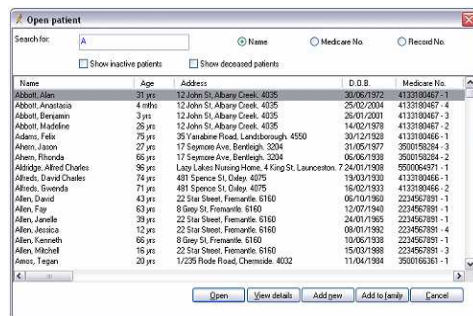 Open patient
Search for: A Name Medicare No. Record No.
Show inactive patients Show deceased patients
Name Age Address D.O.B. Medicare No.
Abbott, Alan 31 yrs 12 John St, Albany Creek. 4035 30/06/1972 4133180467 - 1
Abbott, Anastasia 4 mths 12 John St, Albany Creek. 4035 25/02/2004 4133180467 - 4
Abbott, Benjamin 3 yrs 12 John St, Albany Creek. 4035 26/01/2001 4133180467 - 3
Abbott, Madeline 26 yrs 12 John St, Albany Creek. 4035 14/02/1978 4133180467 - 2
Adams, Felix 75 yrs 35 Yarrabine Road, Landsborough. 4550 30/12/1928 4133180466 - 1
Ahern, Jason 27 yrs 17 Seymore Ave, Bentleigh. 3204 31/05/1977 3500158284 - 3
Ahern, Rhonda 66 yrs 17 Seymore Ave, Bentleigh. 3204 06/06/1938 3500158284 - 2
Aldridge, Alfred Charles 96 yrs Lazy Lakes Nursing Home, 4 King St, Launceston. 7 24/01/1908 5500064971 - 1
Alfreds, David Charles 74 yrs 481 Spence St, Oxley. 4075 19/03/1930 4133180466 - 1
Alfreds, Gwenda 71 yrs 481 Spence St, Oxley. 4075 16/02/1933 4133180466 - 2
Allen, David 43 yrs 22 Star Street, Fremantle. 6160 06/10/1960 2234567891 - 1
Allen, Fay 63 yrs 8 Grey St, Fremantle. 6160 12/07/1940 2234567891 - 1
Allen, Janelle 39 yrs 22 Star Street, Fremantle. 6160 24/01/1965 2234567891 - 1
Allen, Jessica 12 yrs 22 Star Street, Fremantle. 6160 08/01/1992 2234567891 - 4
Allen, Kenneth 66 yrs 8 Grey St, Fremantle. 6160 10/06/1938 2234567891 - 1
Allen, Mitchell 16 yrs 22 Star Street, Fremantle. 6160 15/03/1988 2234567891 - 3
Amos, Tegan 20 yrs 1/235 Rode Road, Chermside. 4032 11/04/1984 3500166361 - 1
Open View details Add new Add to family Cancel